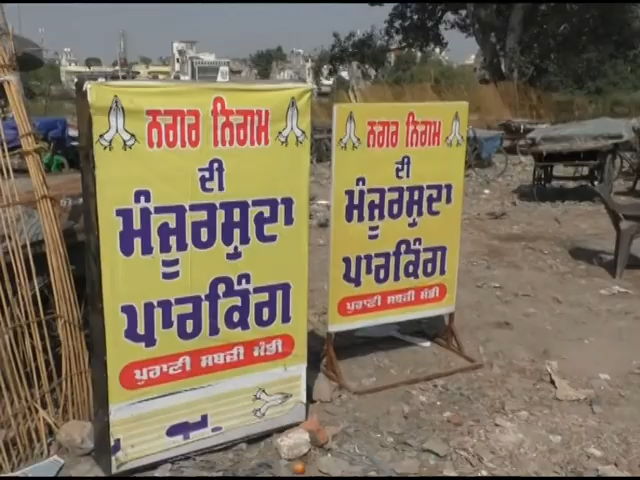 ਨਗਰ ਨਿਗਮ
ਦੀ
ਮੰਜੂਰਸ਼ੁਦਾ
ਪਾਰਕਿੰਗ
ਪੁਰਾਣੀ ਸਬਜ਼ੀ ਮੰਡੀ
ਨਗਰ ਨਿਗਮ
ਦੀ
ਮੰਜੂਰਸ਼ੁਦਾ
ਪਾਰਕਿੰਗ
ਪੁਰਾਣੀ ਸਬਜ਼ੀ ਮੰਡੀ